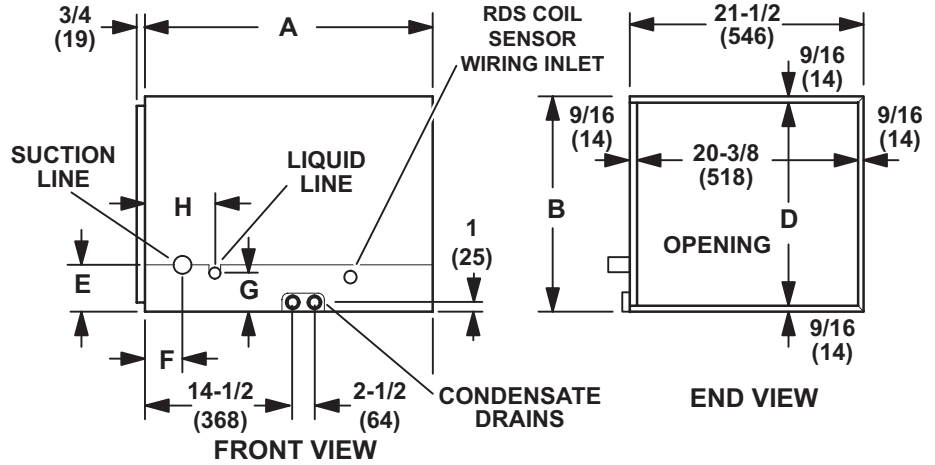 3/4
(19)
A
RDS COIL
SENSOR
WIRING INLET
SUCTION
LINE
LIQUID
LINE
H
E
G
F
1
(25)
14-1/2
(368)
2-1/2
(64)
CONDENSATE
DRAINS
FRONT VIEW
21-1/2
(546)
9/16
(14)
9/16
(14)
9/16
(14)
20-3/8
(518)
B
D
OPENING
9/16
(14)
END VIEW